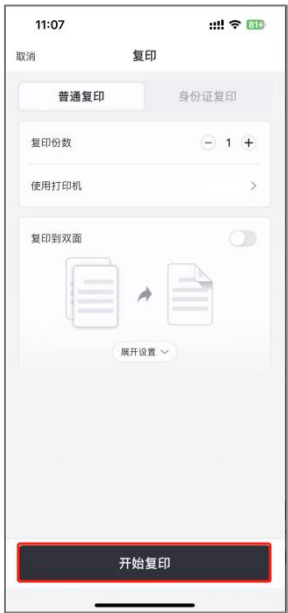 11:07
81
取消
复印
普通复印
身份证复印
复印份数
1
使用打印机
复印到双面
展开设置
开始复印